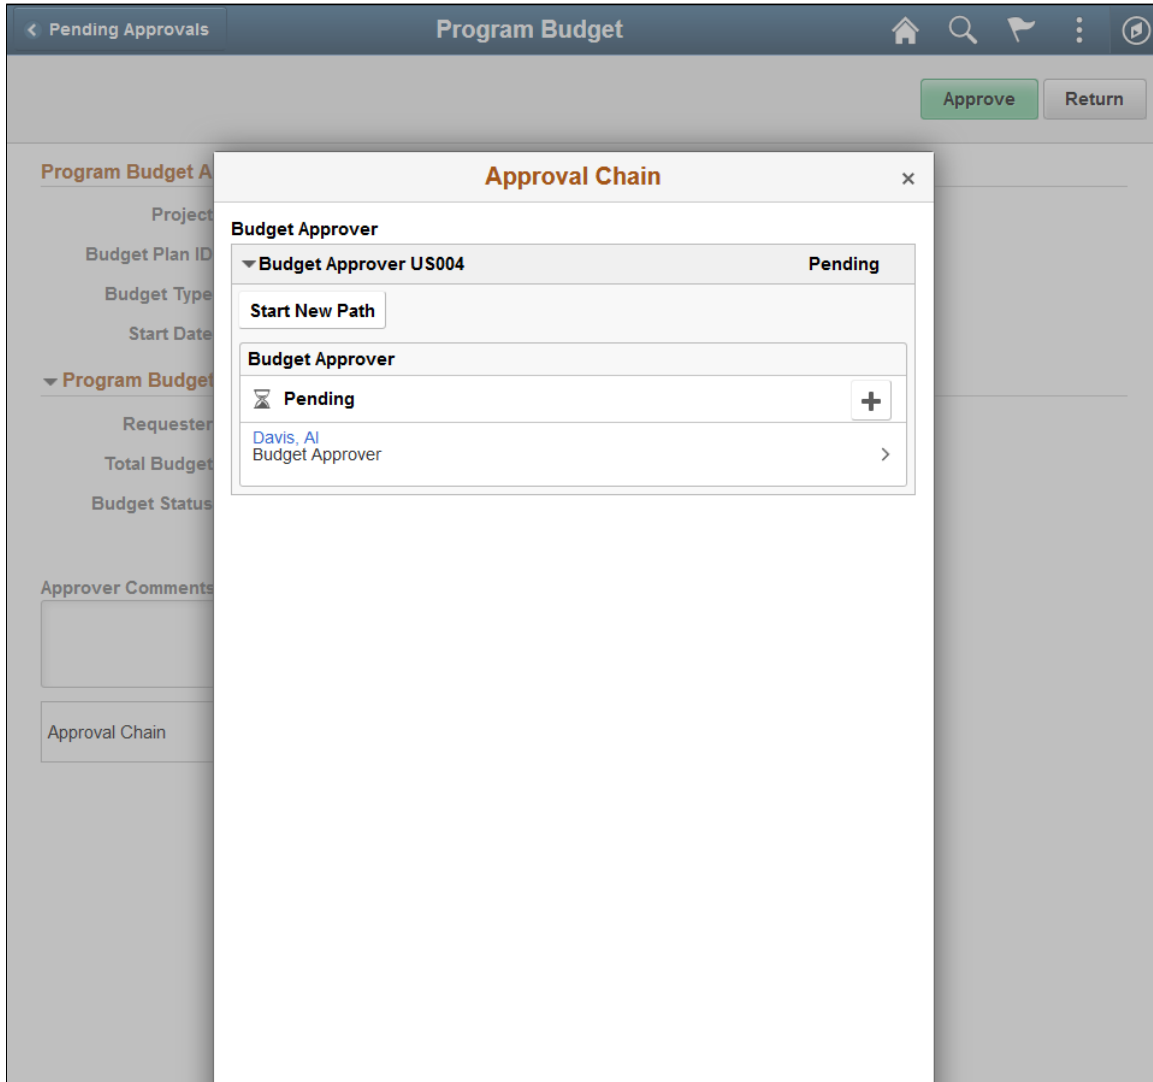 Pending Approvals
Program Budget
Approve
Return
Program Budget A
Project
Budget Plan ID
Budget Type
Start Date
Program Budget
Requester
Total Budget
Budget Status
Approver Comments
Approval Chain
Approval Chain
Budget Approver
Budget Approver US004 Pending
Start New Path
Budget Approver
Pending
Davis, Al
Budget Approver